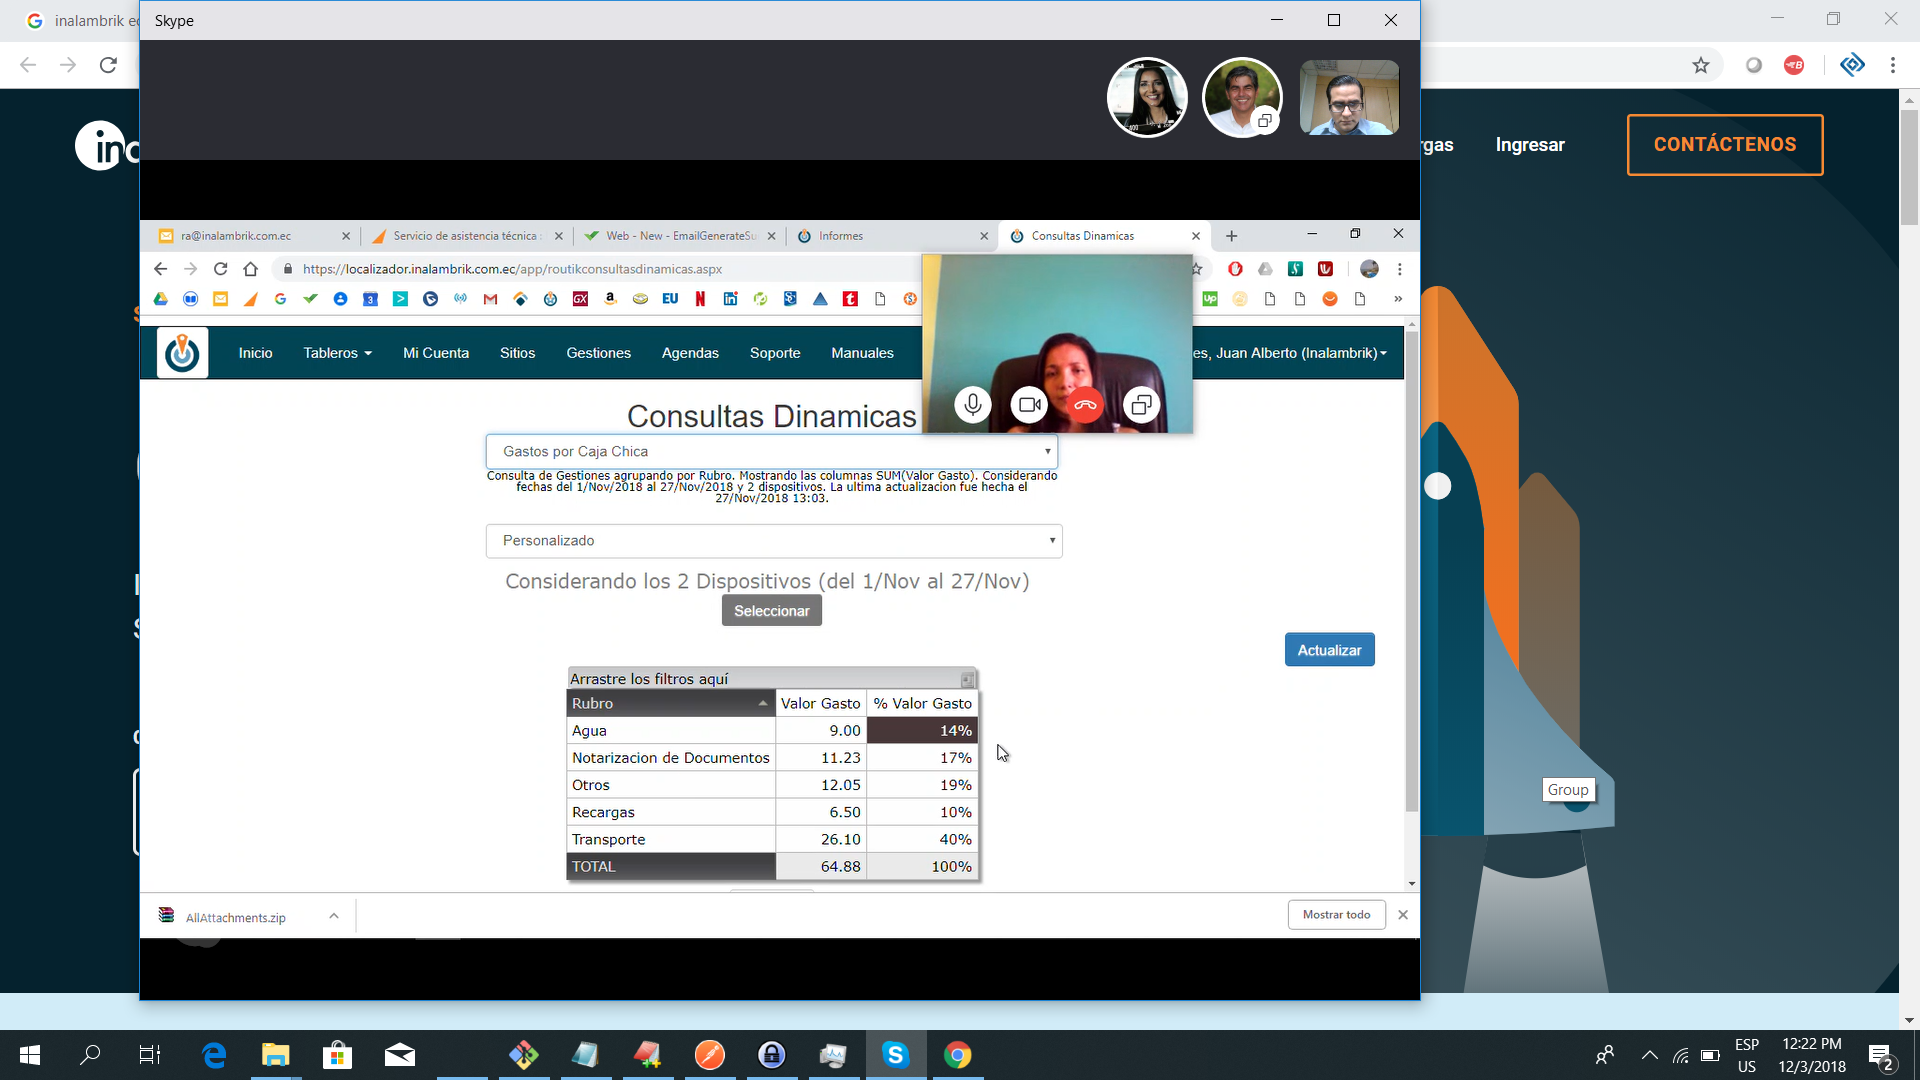 inalambrik ec
Skype
in
rgas
Ingresar
CONTÁCTENOS
ra@inalambrik.com.ec
Servicio de asistencia técnica
Web - New - EmailGenerateSu
Informes
Consultas Dinamicas
https://localizador.inalambrik.com.ec/app/routikconsultasdinamicas.aspx
Inicio
Tableros
Mi Cuenta
Sitios
Gestiones
Agendas
Soporte
Manuales
es, Juan Alberto (Inalambrik)
Consultas Dinamicas
Gastos por Caja Chica
Consulta de Gestiones agrupando por Rubro. Mostrando las columnas SUM(Valor Gasto). Considerando
fechas del 1/Nov/2018 al 27/Nov/2018 y 2 dispositivos. La ultima actualizacion fue hecha el
27/Nov/2018 13:03.
Personalizado
Considerando los 2 Dispositivos (del 1/Nov al 27/Nov)
Seleccionar
Actualizar
Arrastre los filtros aquí
Rubro Valor Gasto % Valor Gasto
Agua 9.00 14%
Notarizacion de Documentos 11.23 17%
Otros 12.05 19%
Recargas 6.50 10%
Transporte 26.10 40%
TOTAL 64.88 100%
Group
AllAttachments.zip
Mostrar todo
ESP
US
12:22 PM
12/3/2018
2